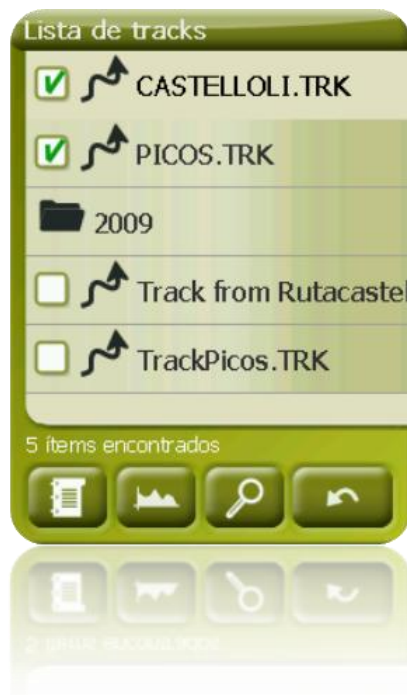 Lista de tracks
CASTELLOLI.TRK
PICOS.TRK
2009
Track from Rutacastel
TrackPicos.TRK
5 ítems encontrados